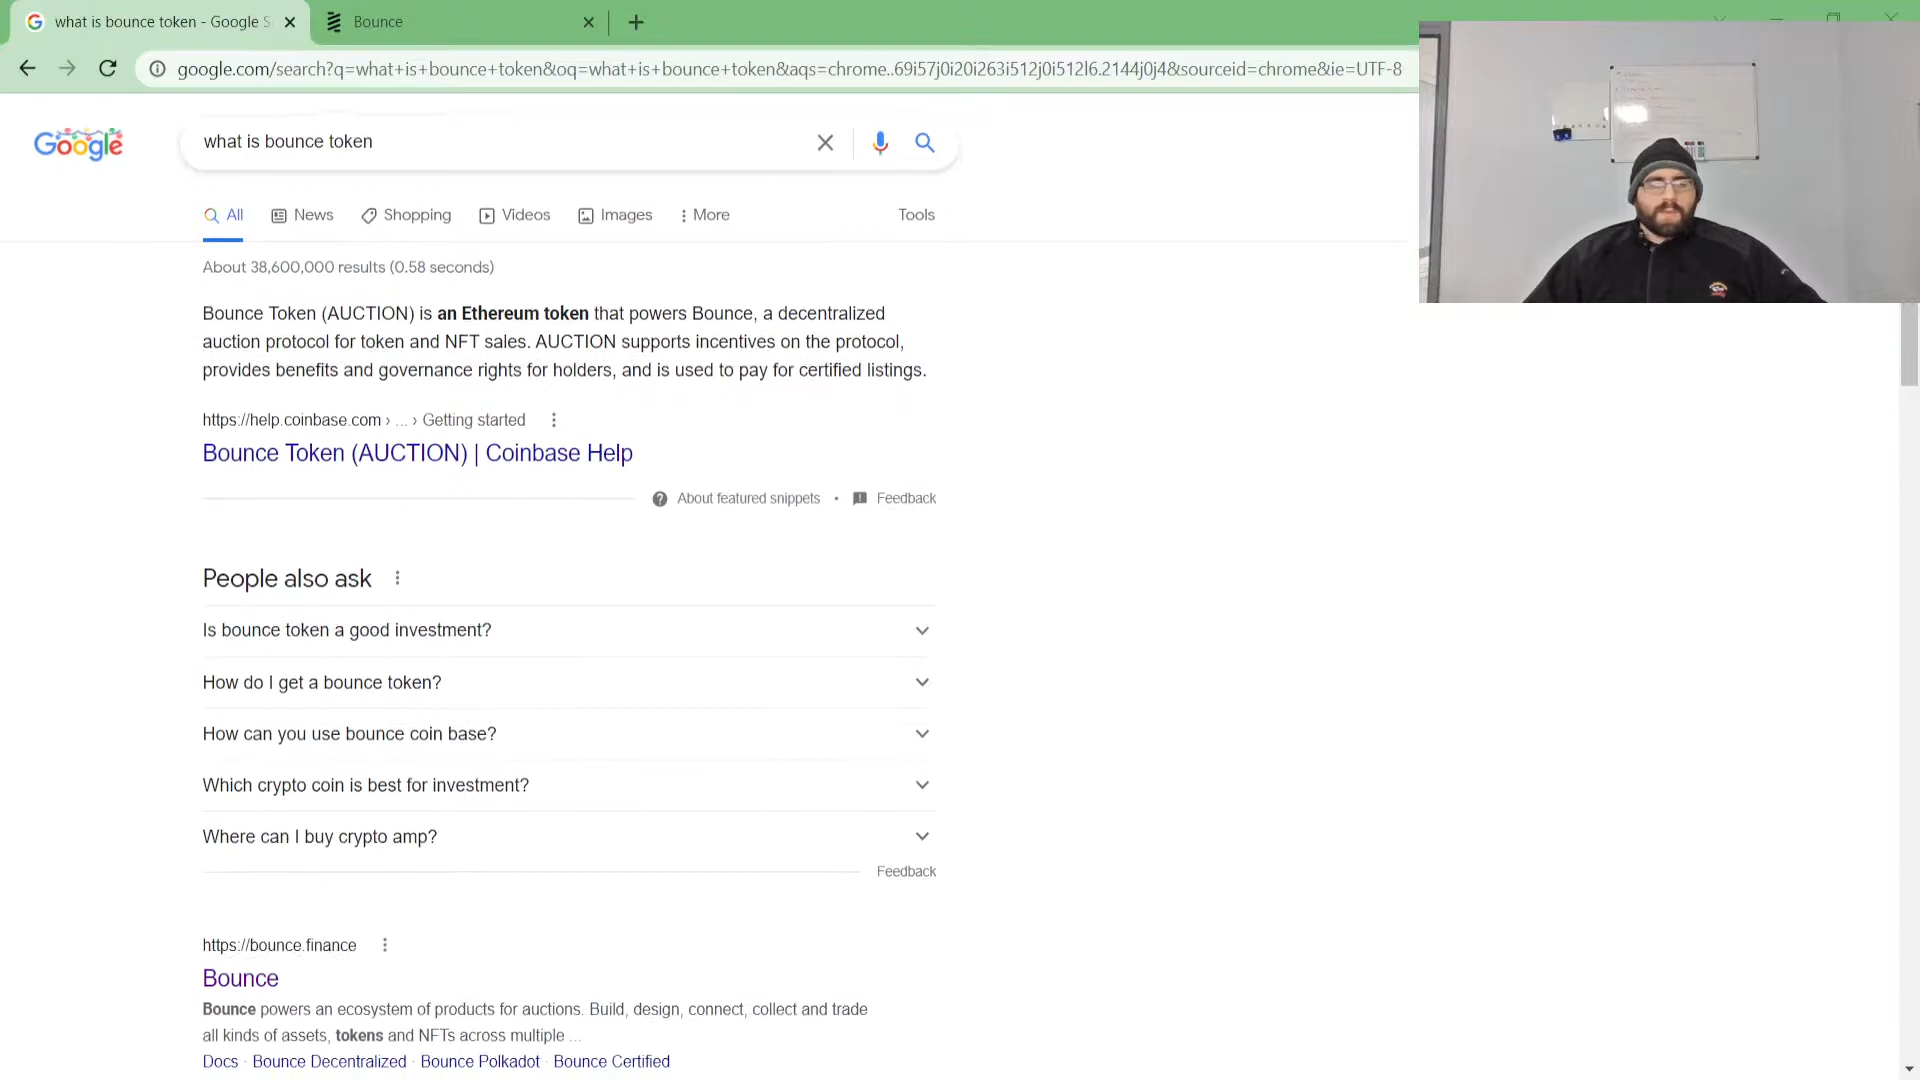 what is bounce token - Google S
Bounce
google.com/search?q=what+is+bounce+token&oq=what+is+bounce+token&aqs=chrome..69i57j0i20i263i512j0i512l6.2144j0j4&sourceid=chrome&ie=UTF-8
Google
what is bounce token
All
News
Shopping
Videos
Images
More
Tools
About 38,600,000 results (0.58 seconds)
Bounce Token (AUCTION) is an Ethereum token that powers Bounce, a decentralized
auction protocol for token and NFT sales. AUCTION supports incentives on the protocol,
provides benefits and governance rights for holders, and is used to pay for certified listings.
https://help.coinbase.com › ... › Getting started
Bounce Token (AUCTION) | Coinbase Help
About featured snippets • Feedback
People also ask
Is bounce token a good investment?
How do I get a bounce token?
How can you use bounce coin base?
Which crypto coin is best for investment?
Where can I buy crypto amp?
Feedback
https://bounce.finance
Bounce
Bounce powers an ecosystem of products for auctions. Build, design, connect, collect and trade
all kinds of assets, tokens and NFTs across multiple ...
Docs · Bounce Decentralized · Bounce Polkadot · Bounce Certified